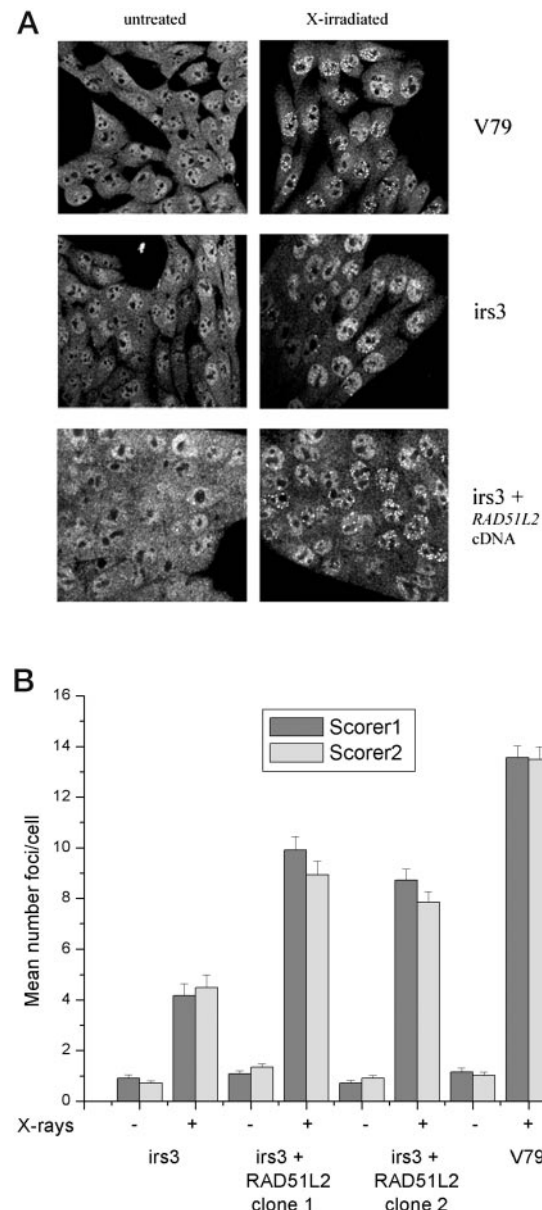 A
untreated X-irradiated
V79
irs3
irs3 +
RAD51L2
cDNA
B
16
14
12
10
8
6
4
2
0
Mean number foci/cell
Scorer1
Scorer2
X-rays - + - + - + - +
irs3 irs3 + irs3 + V79
RAD51L2 RAD51L2
clone 1 clone 2